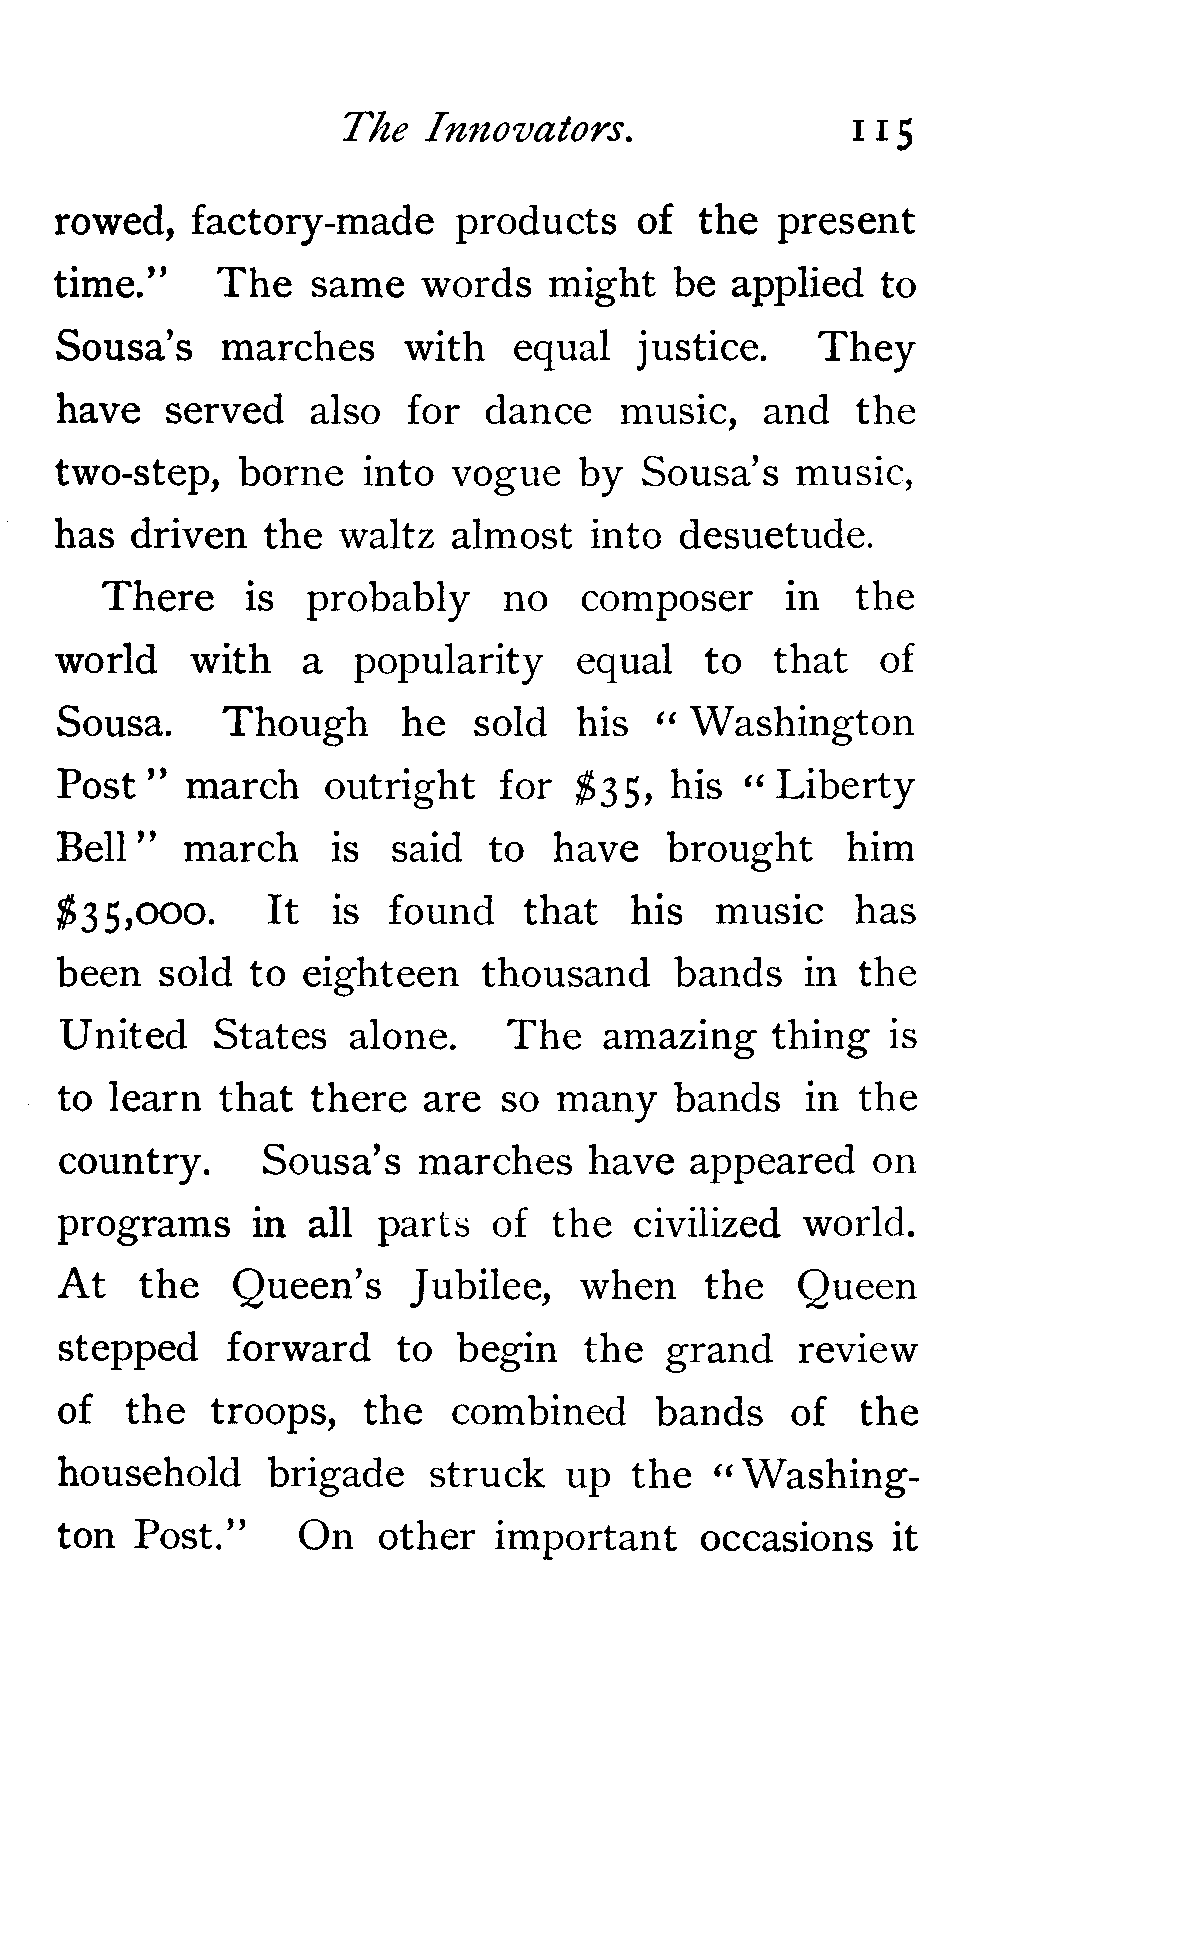 The Innovators. 115
rowed, factory-made products of the present
time.” The same words might be applied to
Sousa’s marches with equal justice. They
have served also for dance music, and the
two-step, borne into vogue by Sousa’s music,
has driven the waltz almost into desuetude.
There is probably no composer in the
world with a popularity equal to that of
Sousa. Though he sold his “ Washington
Post ” march outright for $35, his “ Liberty
Bell ” march is said to have brought him
$35,000. It is found that his music has
been sold to eighteen thousand bands in the
United States alone. The amazing thing is
to learn that there are so many bands in the
country. Sousa’s marches have appeared on
programs in all parts of the civilized world.
At the Queen’s Jubilee, when the Queen
stepped forward to begin the grand review
of the troops, the combined bands of the
household brigade struck up the “ Washing-
ton Post.” On other important occasions it